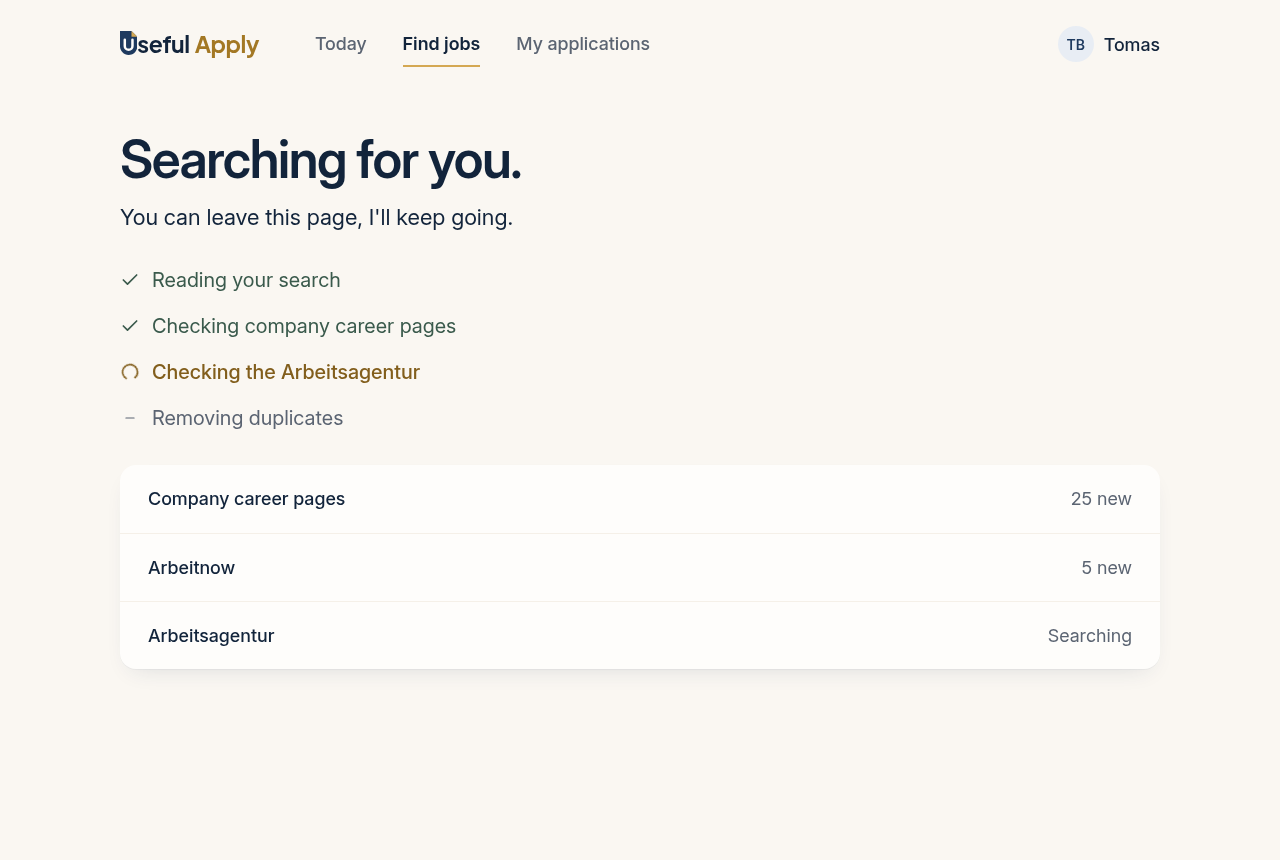 Useful Apply
Today
Find jobs
My applications
TB
Tomas
Searching for you.
You can leave this page, I'll keep going.
Reading your search
Checking company career pages
Checking the Arbeitsagentur
Removing duplicates
Company career pages
25 new
Arbeitnow
5 new
Arbeitsagentur
Searching